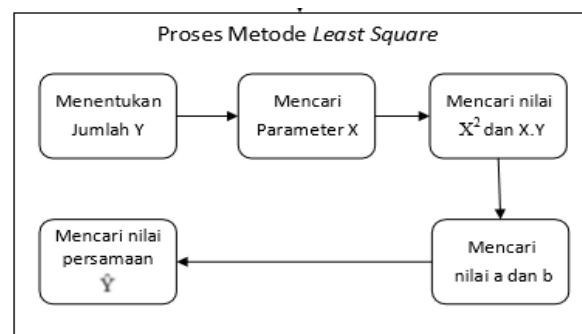 Proses Metode Least Square
Menentukan
Jumlah Y
Mencari
Parameter X
Mencari nilai
X² dan X.Y
Mencari
nilai a dan b
Mencari nilai
persamaan
Ŷ